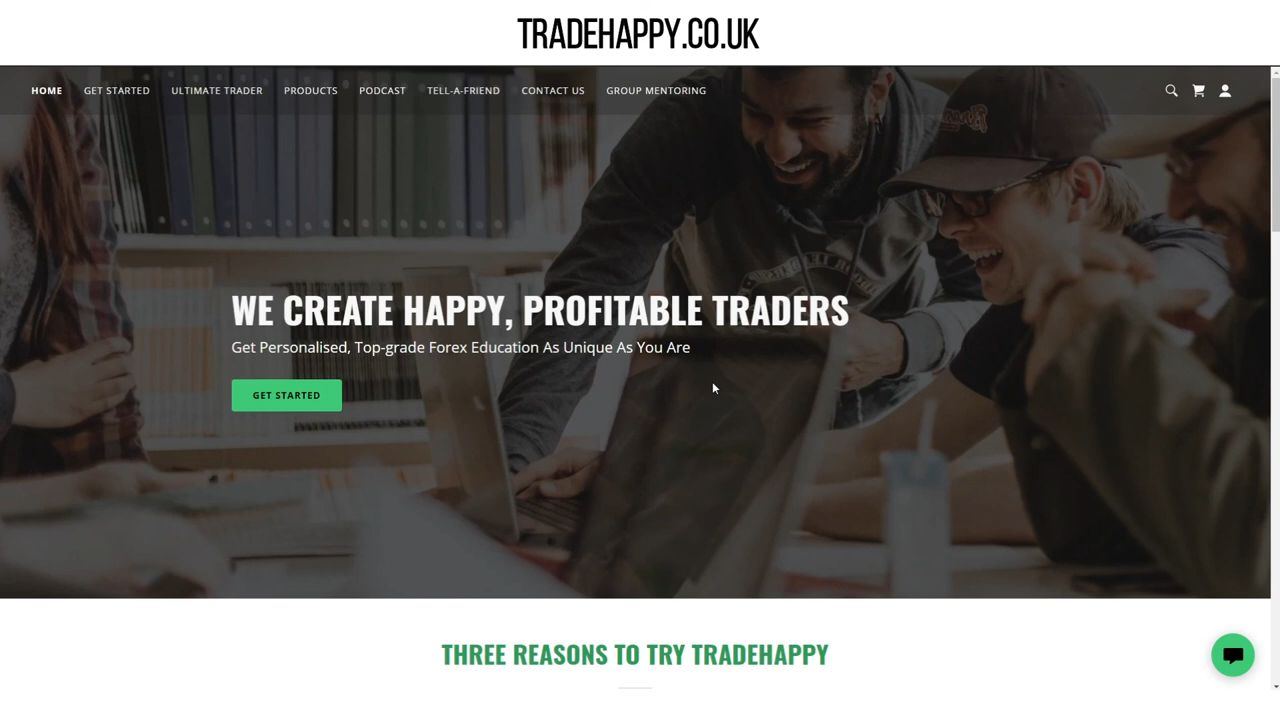 TRADEHAPPY.CO.UK
HOME GET STARTED ULTIMATE TRADER PRODUCTS PODCAST TELL-A-FRIEND CONTACT US GROUP MENTORING
WE CREATE HAPPY, PROFITABLE TRADERS
Get Personalised, Top-grade Forex Education As Unique As You Are
GET STARTED
THREE REASONS TO TRY TRADEHAPPY